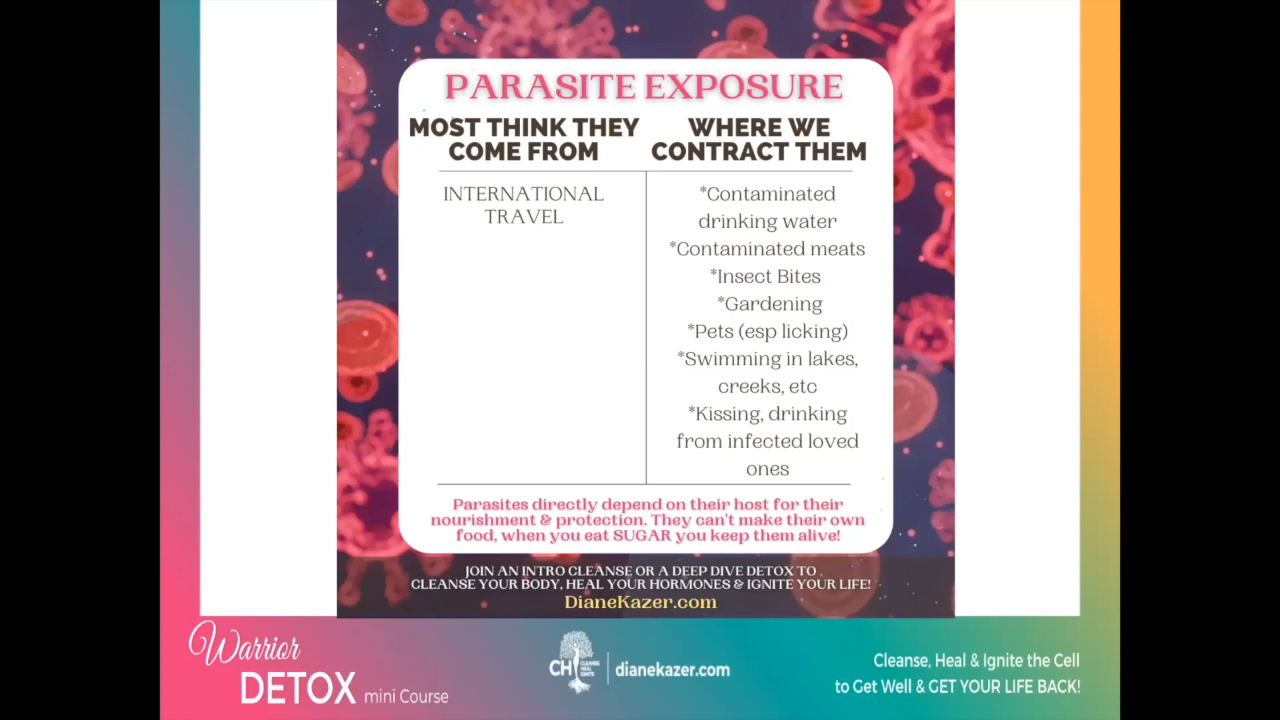 PARASITE EXPOSURE
MOST THINK THEY
COME FROM
INTERNATIONAL
TRAVEL
WHERE WE
CONTRACT THEM
*Contaminated
drinking water
*Contaminated meats
*Insect Bites
*Gardening
*Pets (esp licking)
*Swimming in lakes,
creeks, etc
*Kissing, drinking
from infected loved
ones
Parasites directly depend on their host for their
nourishment & protection. They can't make their own
food, when you eat SUGAR you keep them alive!
JOIN AN INTRO CLEANSE OR A DEEP DIVE DETOX TO
CLEANSE YOUR BODY, HEAL YOUR HORMONES & IGNITE YOUR LIFE!
DianeKazer.com
Warrior
DETOX mini Course
CH
CLEANSE
HEAL
IGNITE
dianekazer.com
Cleanse, Heal & Ignite the Cell
to Get Well & GET YOUR LIFE BACK!